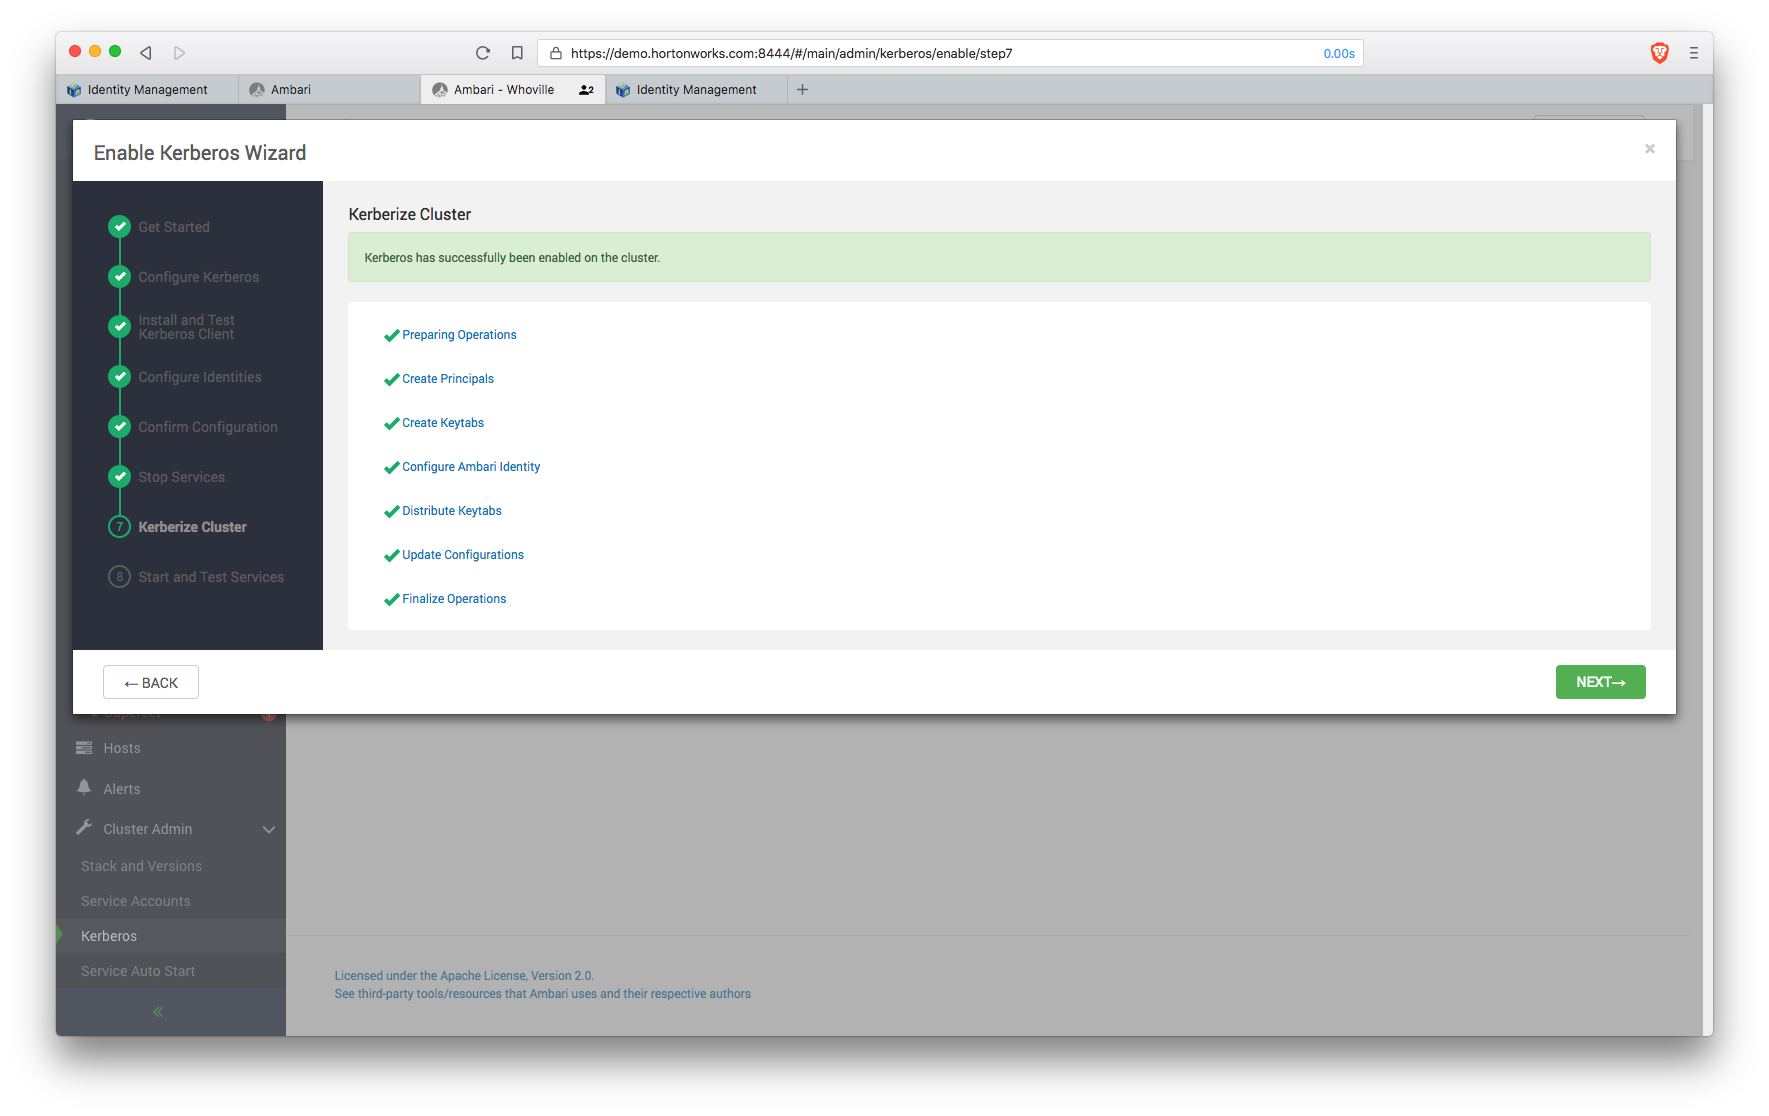 https://demo.hortonworks.com:8444/#/main/admin/kerberos/enable/step7
0.00s
Identity Management
Ambari
Ambari - Whoville
2
Identity Management
Enable Kerberos Wizard
×
Get Started
Configure Kerberos
Install and Test
Kerberos Client
Configure Identities
Confirm Configuration
Stop Services
7 Kerberize Cluster
8 Start and Test Services
Kerberize Cluster
Kerberos has successfully been enabled on the cluster.
Preparing Operations
Create Principals
Create Keytabs
Configure Ambari Identity
Distribute Keytabs
Update Configurations
Finalize Operations
← BACK
NEXT→
Hosts
Alerts
Cluster Admin
Stack and Versions
Service Accounts
Kerberos
Service Auto Start
«
Licensed under the Apache License, Version 2.0.
See third-party tools/resources that Ambari uses and their respective authors